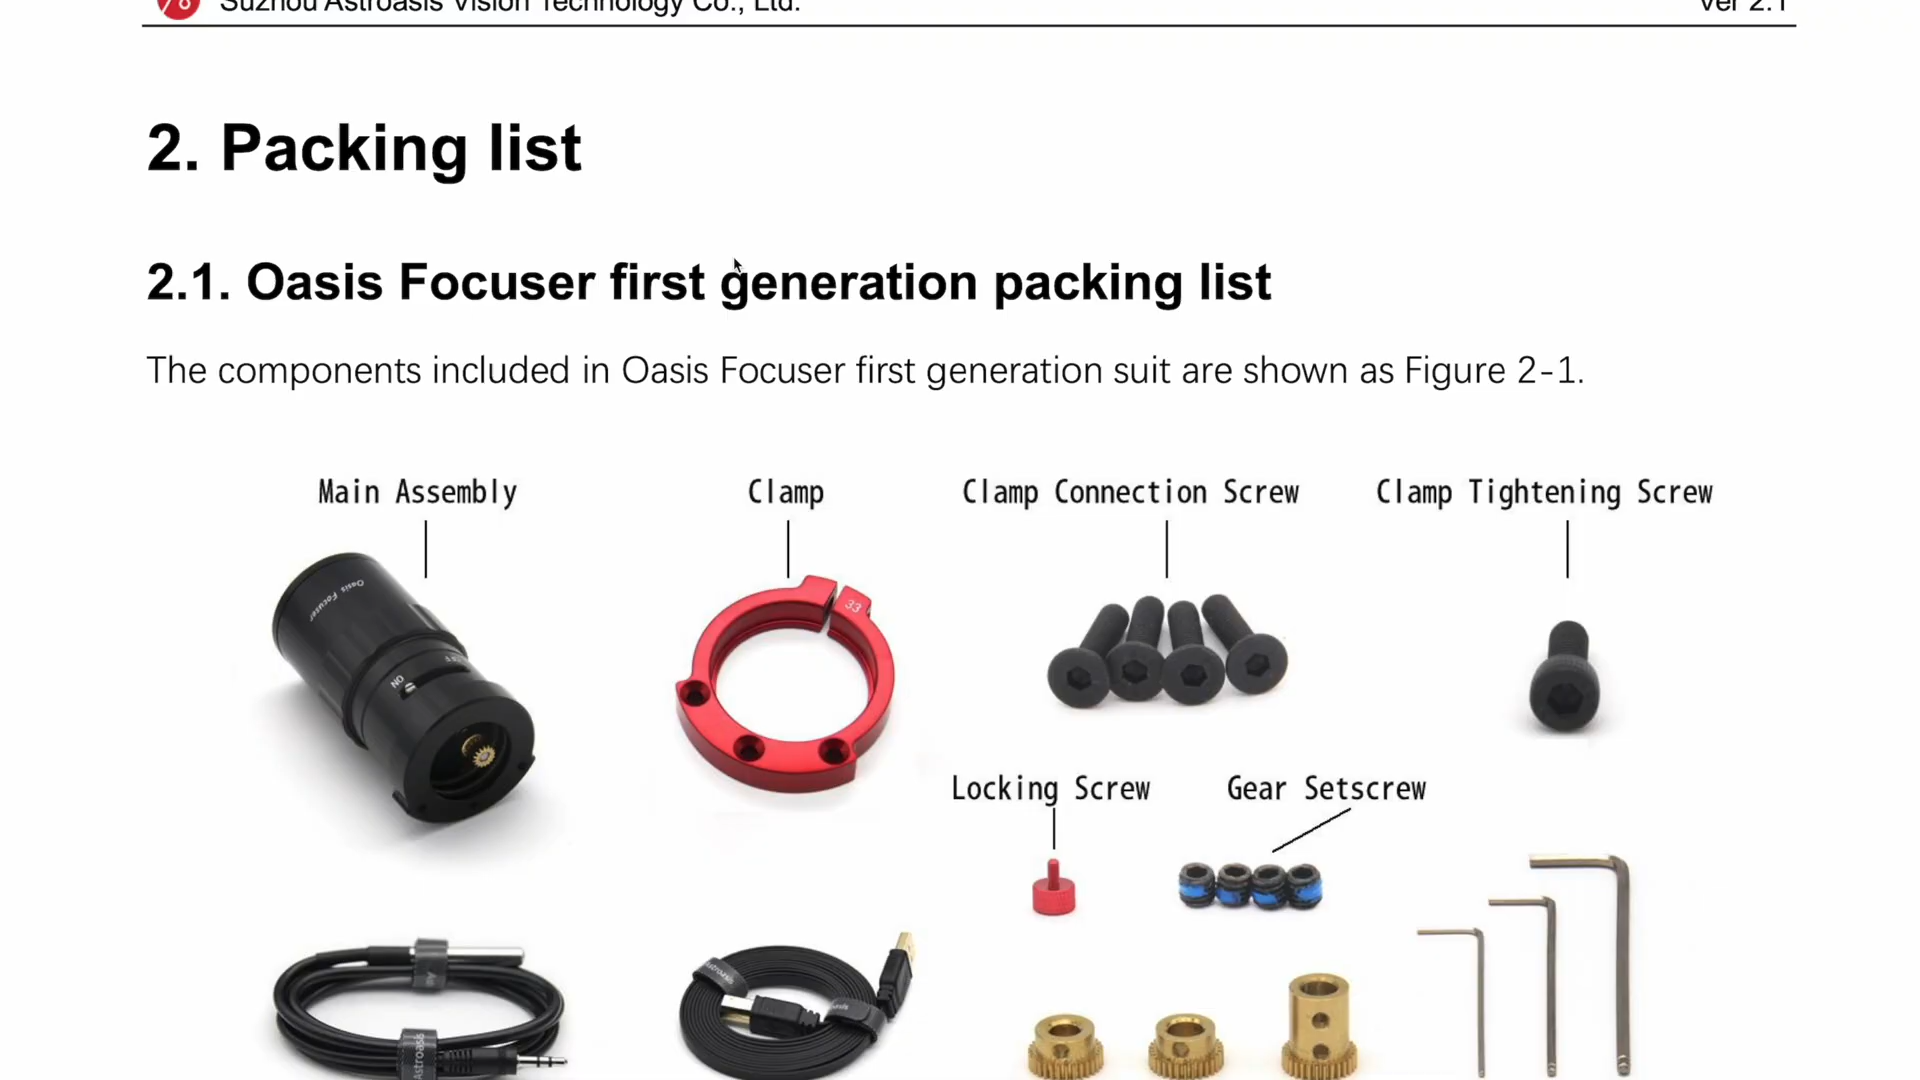 Suzhou Astroasis Vision Technology Co., Ltd.
Ver 2.1
2. Packing list
2.1. Oasis Focuser first generation packing list
The components included in Oasis Focuser first generation suit are shown as Figure 2-1.
Main Assembly
Clamp
Clamp Connection Screw
Clamp Tightening Screw
Oasis Focuser
33
NO
Locking Screw
Gear Setscrew
Astroasis